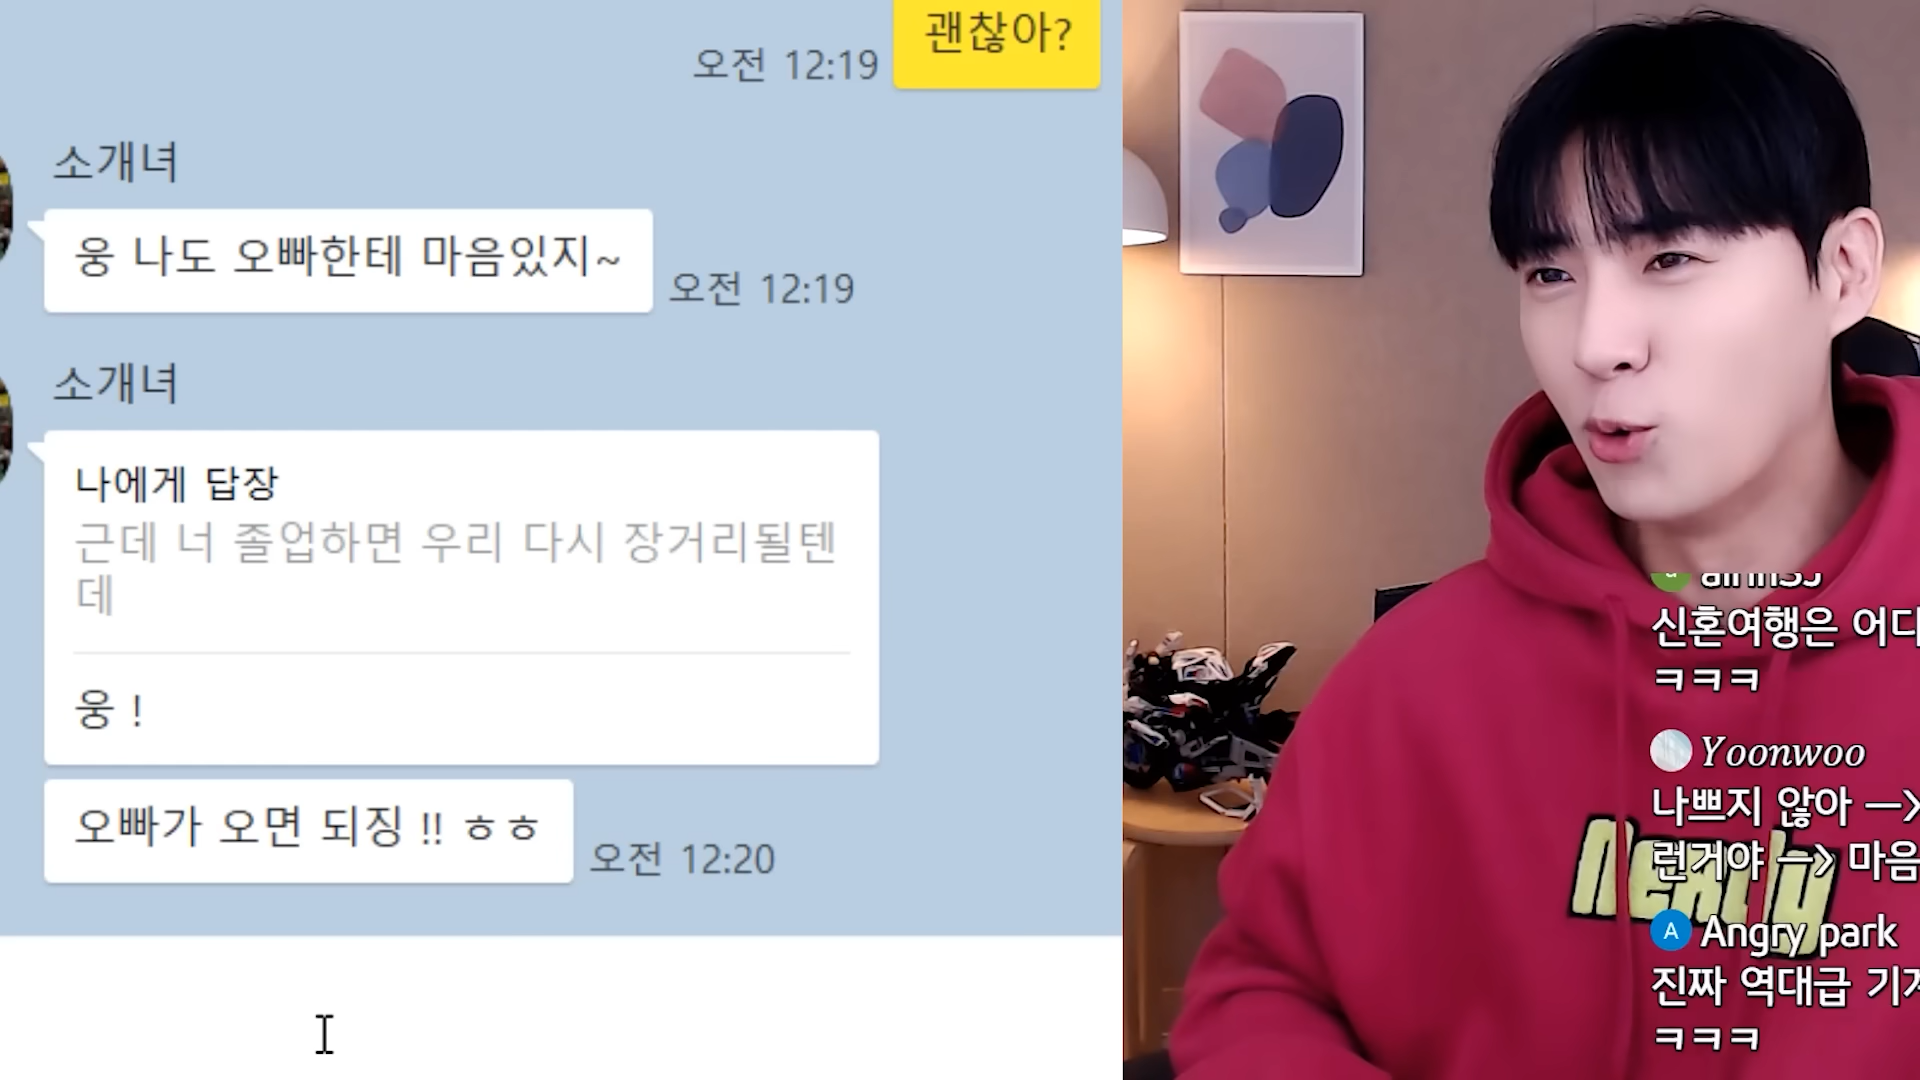 괜찮아?
오전 12:19
소개녀
웅 나도 오빠한테 마음있지~
오전 12:19
소개녀
나에게 답장
근데 너 졸업하면 우리 다시 장거리될텐
데
웅 !
오빠가 오면 되징 !! ㅎㅎ
오전 12:20
신혼여행은 어디
ㅋㅋㅋ
Yoonwoo
나쁘지 않아 —>
런거야 —> 마음
A Angry park
진짜 역대급
ㅋㅋㅋ